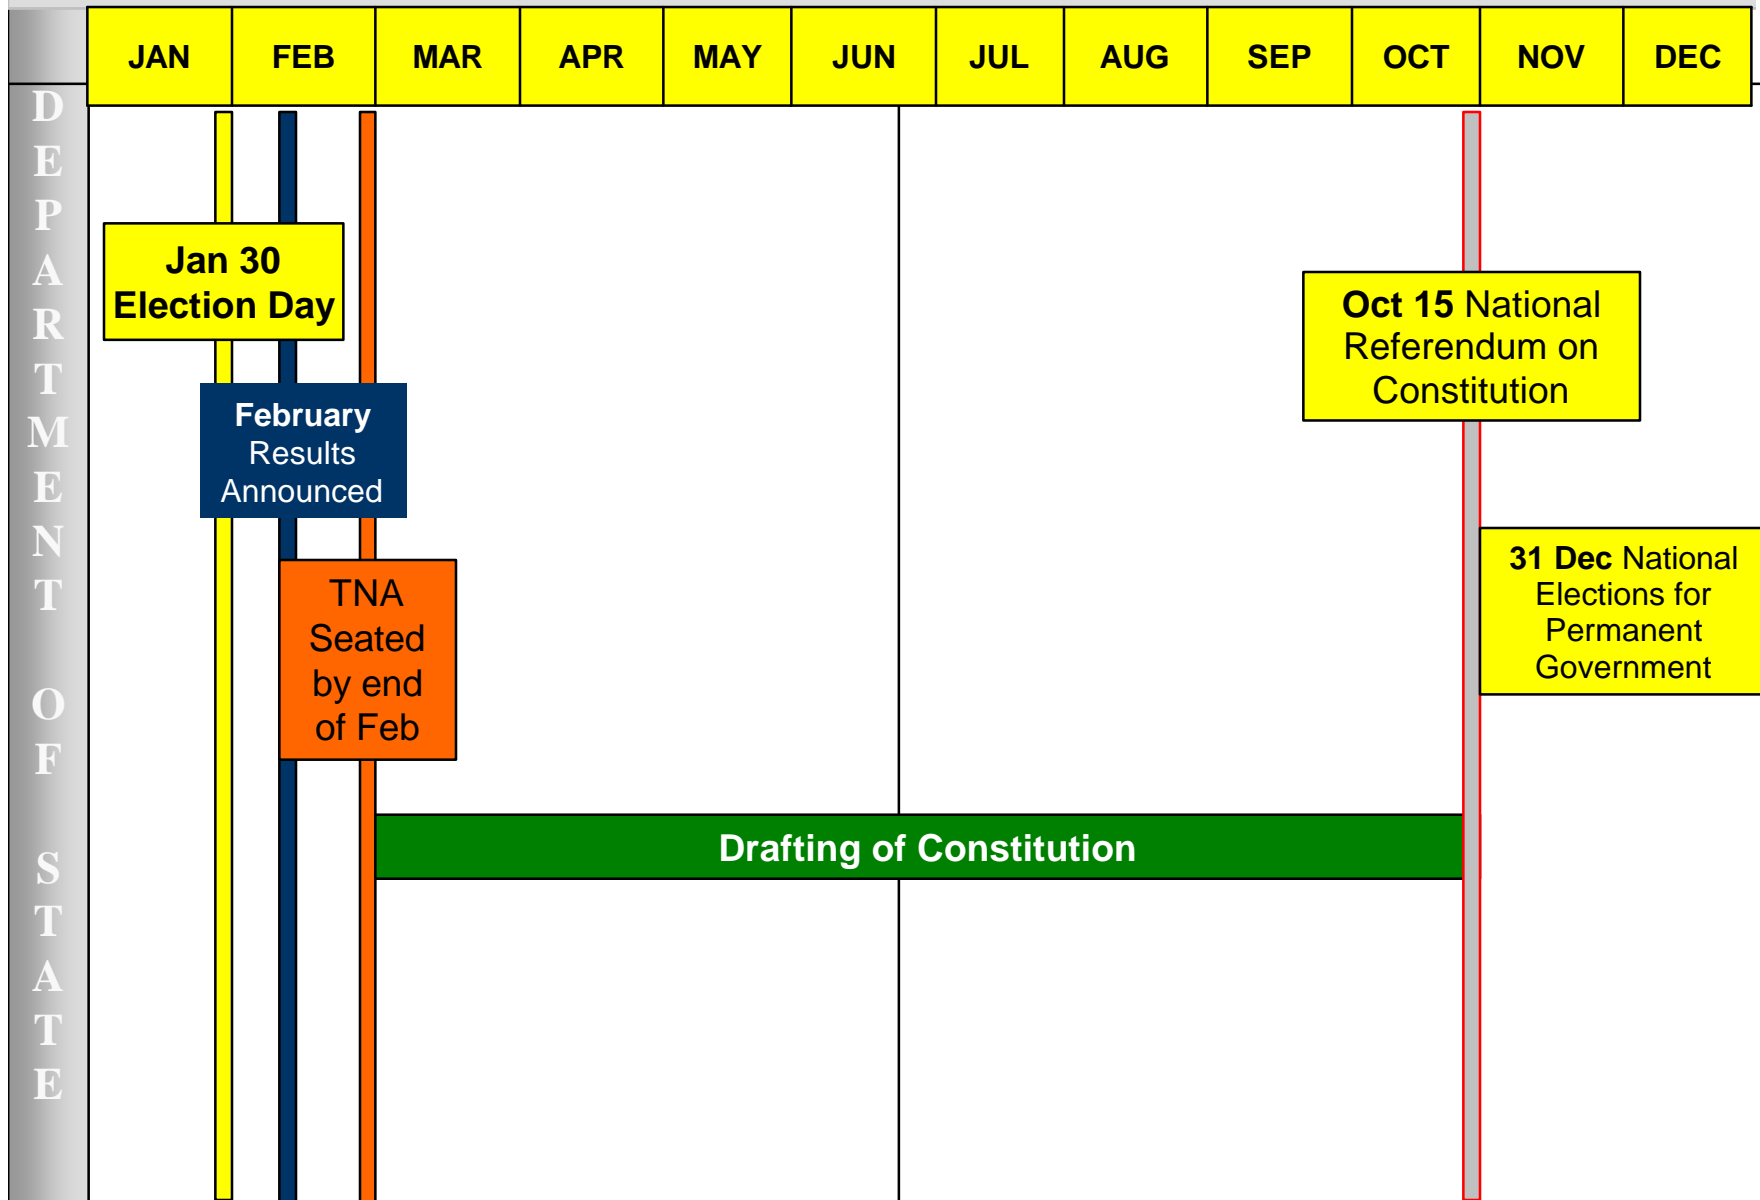 JAN FEB MAR APR MAY JUN JUL AUG SEP OCT NOV DEC
DEPARTMENT OF STATE
Jan 30
Election Day
February
Results
Announced
TNA
Seated
by end
of Feb
Oct 15 National
Referendum on
Constitution
31 Dec National
Elections for
Permanent
Government
Drafting of Constitution